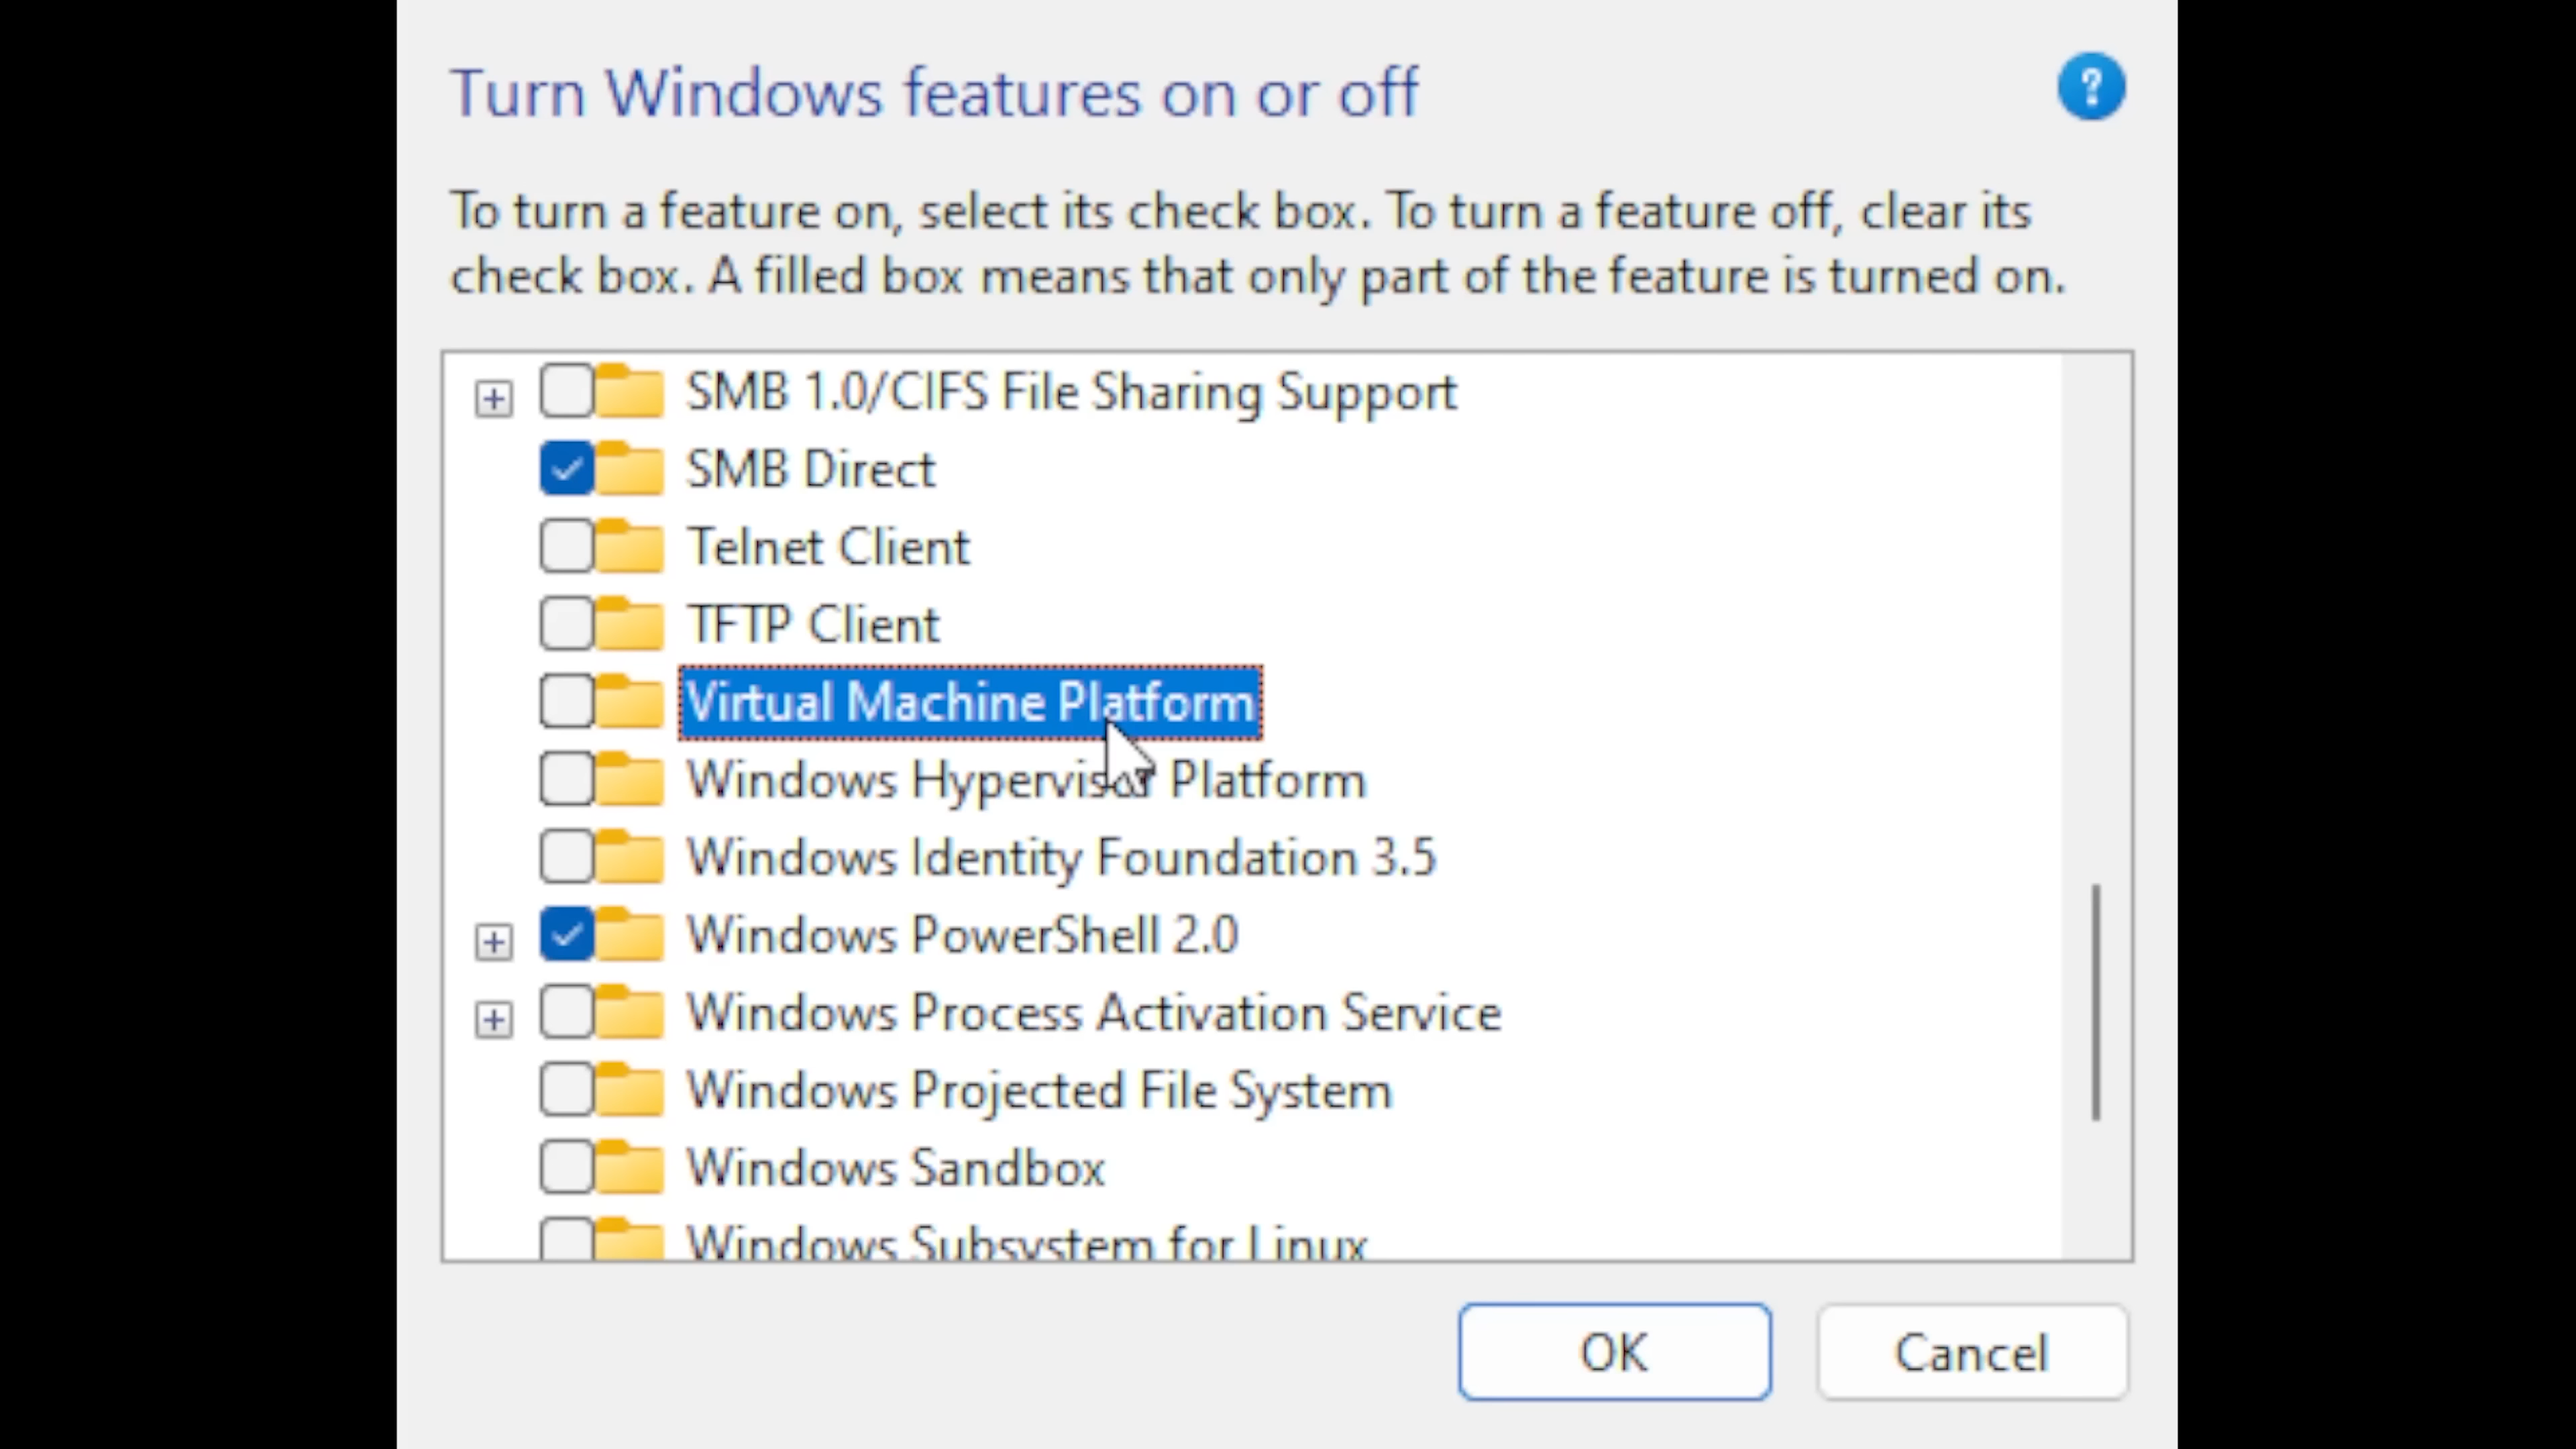 Turn Windows features on or off
?
To turn a feature on, select its check box. To turn a feature off, clear its
check box. A filled box means that only part of the feature is turned on.
SMB 1.0/CIFS File Sharing Support
SMB Direct
Telnet Client
TFTP Client
Virtual Machine Platform
Windows Hypervisor Platform
Windows Identity Foundation 3.5
Windows PowerShell 2.0
Windows Process Activation Service
Windows Projected File System
Windows Sandbox
Windows Subsystem for Linux
OK
Cancel